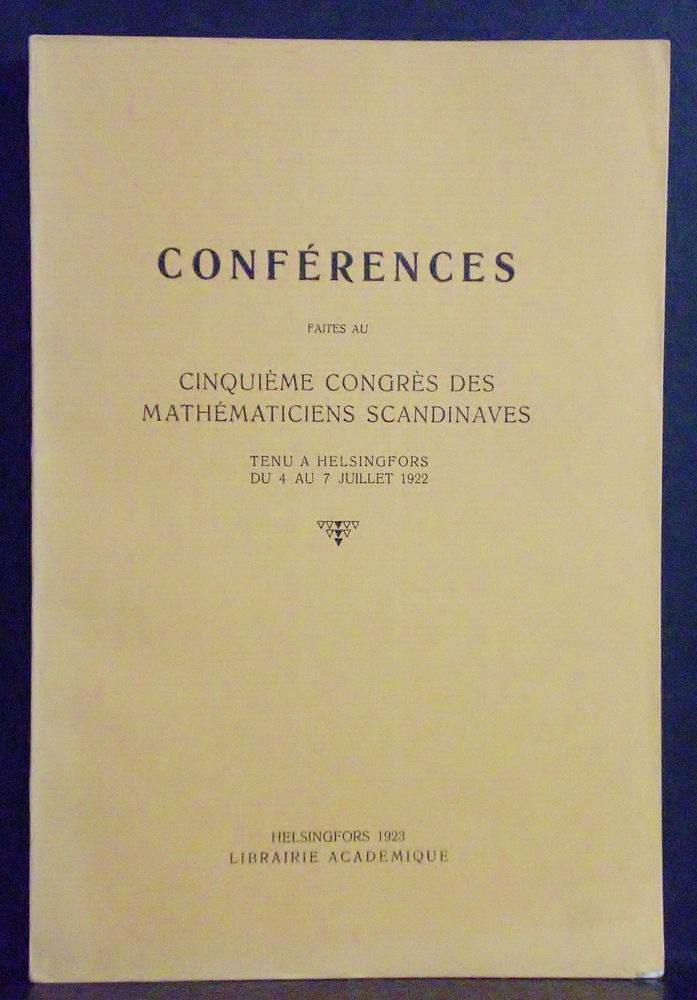 CONFÉRENCES
FAITES AU
CINQUIÈME CONGRÈS DES
MATHÉMATICIENS SCANDINAVES
TENU A HELSINGFORS
DU 4 AU 7 JUILLET 1922
HELSINGFORS 1923
LIBRAIRIE ACADEMIQUE